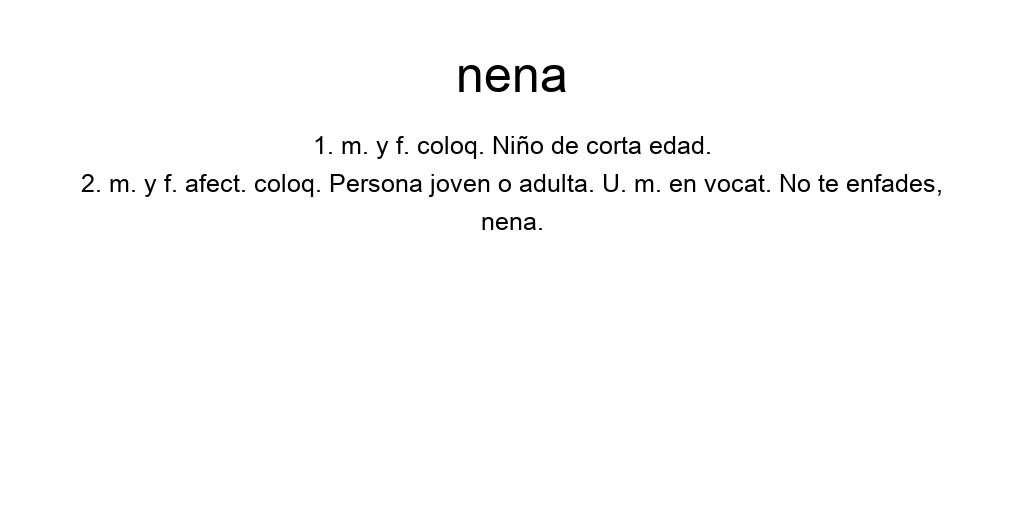 nena
1. m. y f. coloq. Niño de corta edad.
2. m. y f. afect. coloq. Persona joven o adulta. U. m. en vocat. No te enfades,
nena.